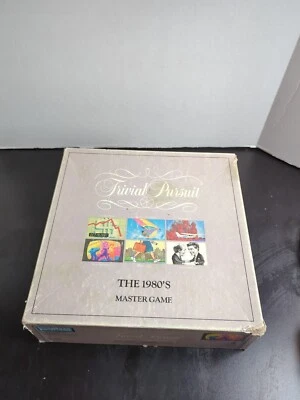 Trivial Pursuit
THE 1980'S
MASTER GAME